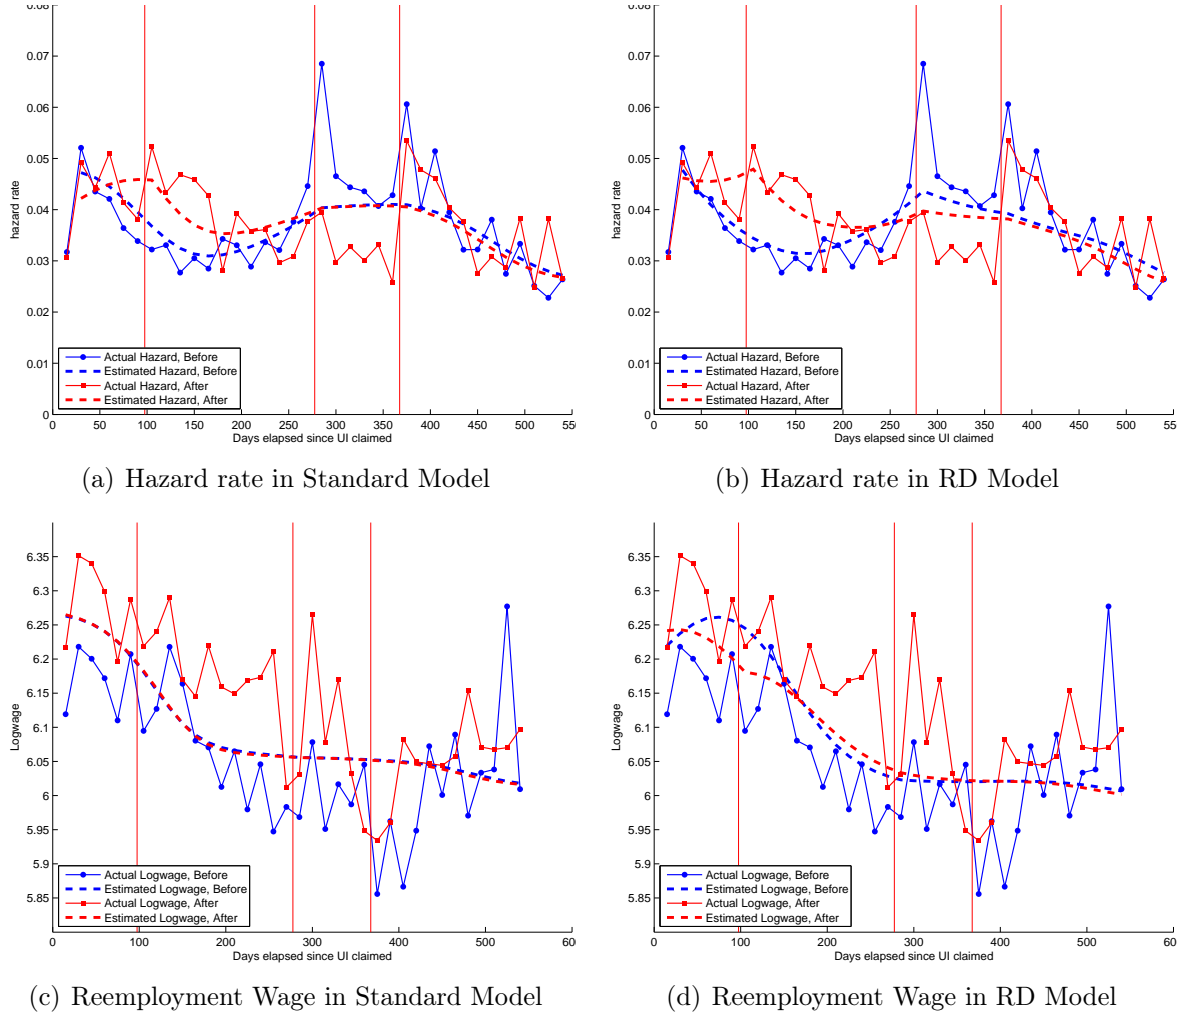 0.08
0.07
0.06
0.05
0.04
0.03
0.02
0.01
0
hazard rate
Actual Hazard, Before
Estimated Hazard, Before
Actual Hazard, After
Estimated Hazard, After
0 50 100 150 200 250 300 350 400 450 500 550
Days elapsed since UI claimed
(a) Hazard rate in Standard Model
0.08
0.07
0.06
0.05
0.04
0.03
0.02
0.01
0
hazard rate
Actual Hazard, Before
Estimated Hazard, Before
Actual Hazard, After
Estimated Hazard, After
0 50 100 150 200 250 300 350 400 450 500 55
Days elapsed since UI claimed
(b) Hazard rate in RD Model
6.35
6.3
6.25
6.2
6.15
6.1
6.05
6
5.95
5.9
5.85
Logwage
Actual Logwage, Before
Estimated Logwage, Before
Actual Logwage, After
Estimated Logwage, After
0 100 200 300 400 500 600
Days elapsed since UI claimed
(c) Reemployment Wage in Standard Model
6.35
6.3
6.25
6.2
6.15
6.1
6.05
6
5.95
5.9
5.85
Logwage
Actual Logwage, Before
Estimated Logwage, Before
Actual Logwage, After
Estimated Logwage, After
0 100 200 300 400 500 60
Days elapsed since UI claimed
(d) Reemployment Wage in RD Model